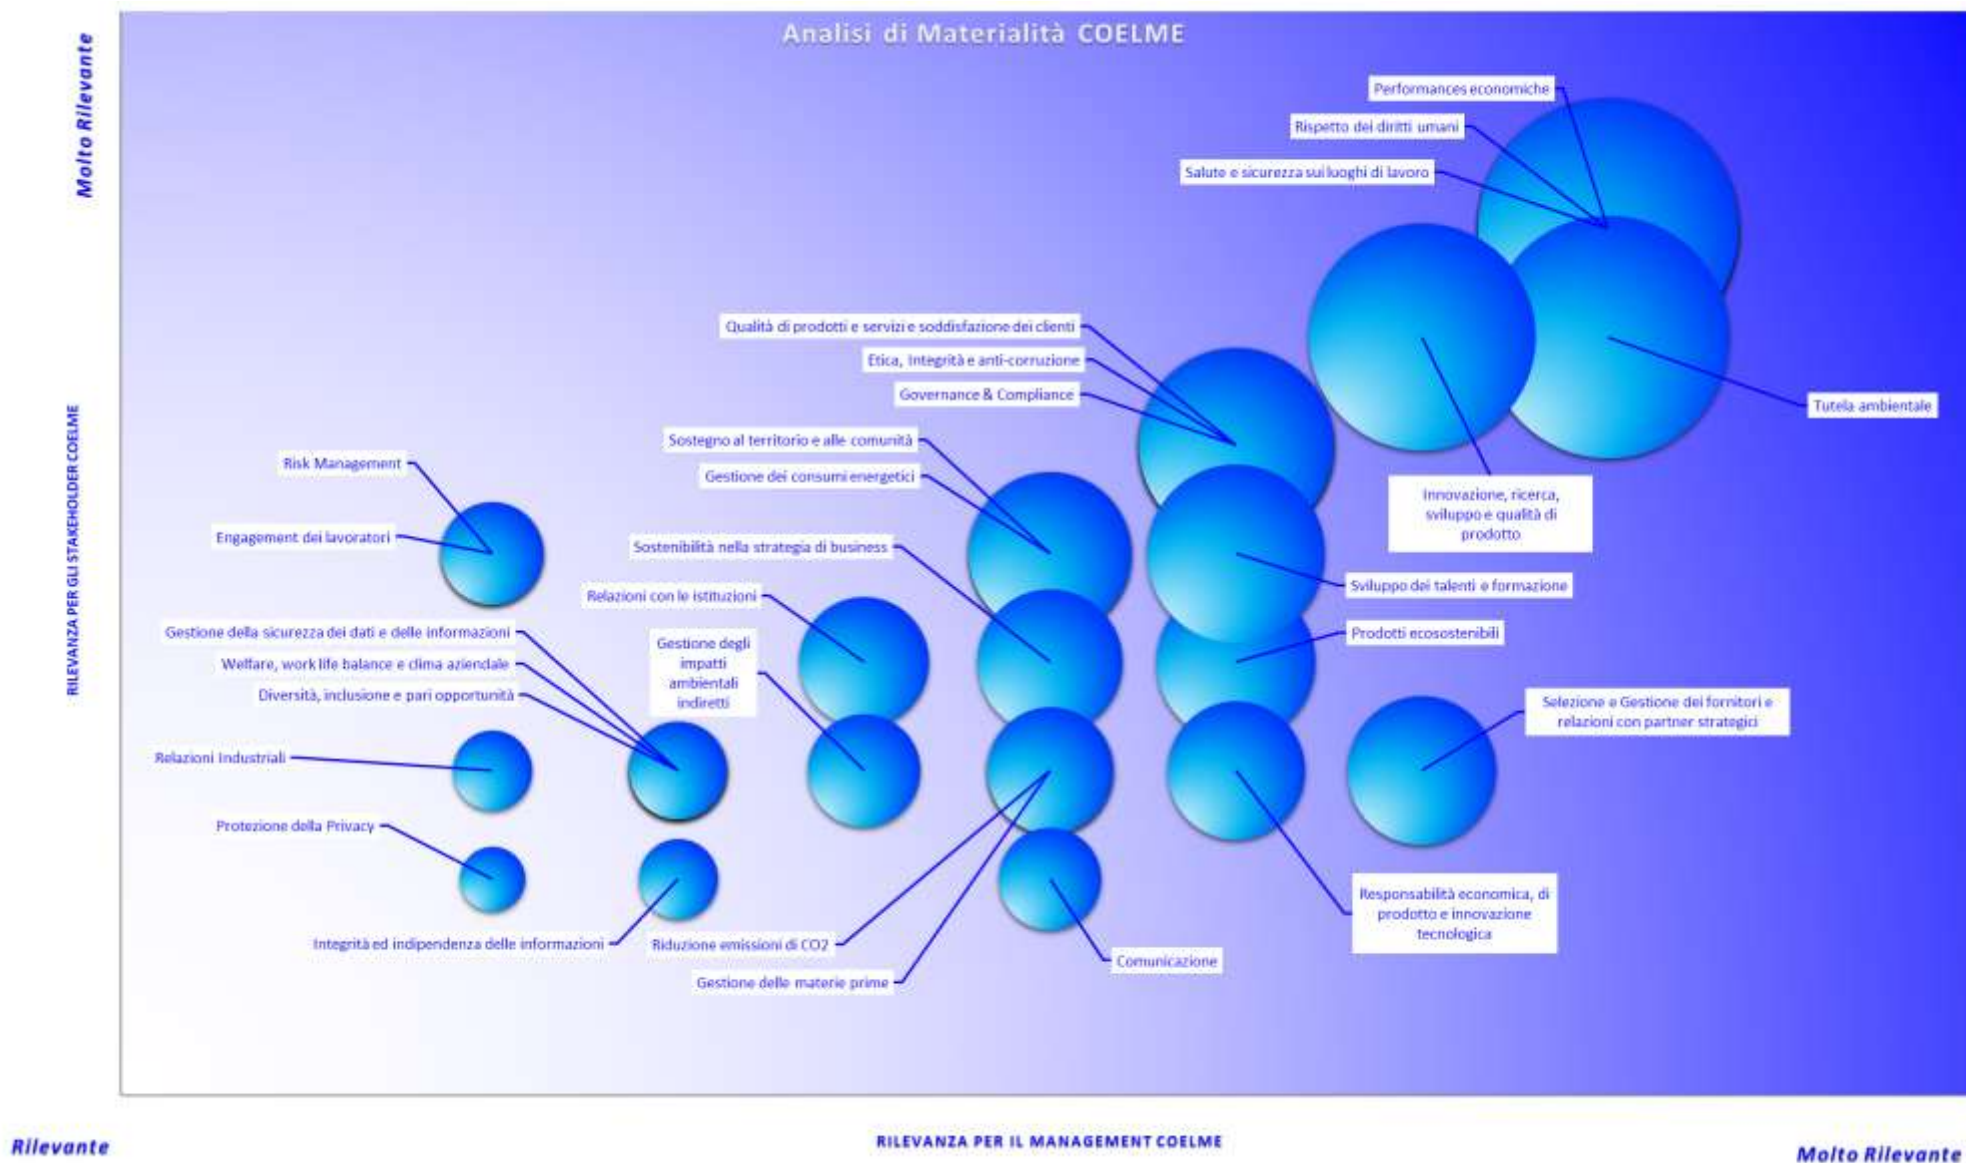 Analisi di Materialità COELME
Molto Rilevante
Performances economiche
Rispetto dei diritti umani
Salute e sicurezza sui luoghi di lavoro
Qualità di prodotti e servizi e soddisfazione dei clienti
Etica, Integrità e anti-corruzione
Governance & Compliance
Tutela ambientale
Sostegno al territorio e alle comunità
Risk Management
Gestione dei consumi energetici
Innovazione, ricerca,
sviluppo e qualità di
prodotto
Engagement dei lavoratori
Sostenibilità nella strategia di business
RILEVANZA PER GLI STAKEHOLDER COELME
Sviluppo dei talenti e formazione
Relazioni con le istituzioni
Gestione della sicurezza dei dati e delle informazioni
Prodotti ecosostenibili
Gestione degli
impatti
ambientali
indiretti
Welfare, work life balance e clima aziendale
Diversità, inclusione e pari opportunità
Selezione e Gestione dei fornitori e
relazioni con partner strategici
Relazioni Industriali
Protezione della Privacy
Responsabilità economica, di
prodotto e innovazione
tecnologica
Integrità ed indipendenza delle informazioni
Riduzione emissioni di CO2
Comunicazione
Gestione delle materie prime
Rilevante
RILEVANZA PER IL MANAGEMENT COELME
Molto Rilevante